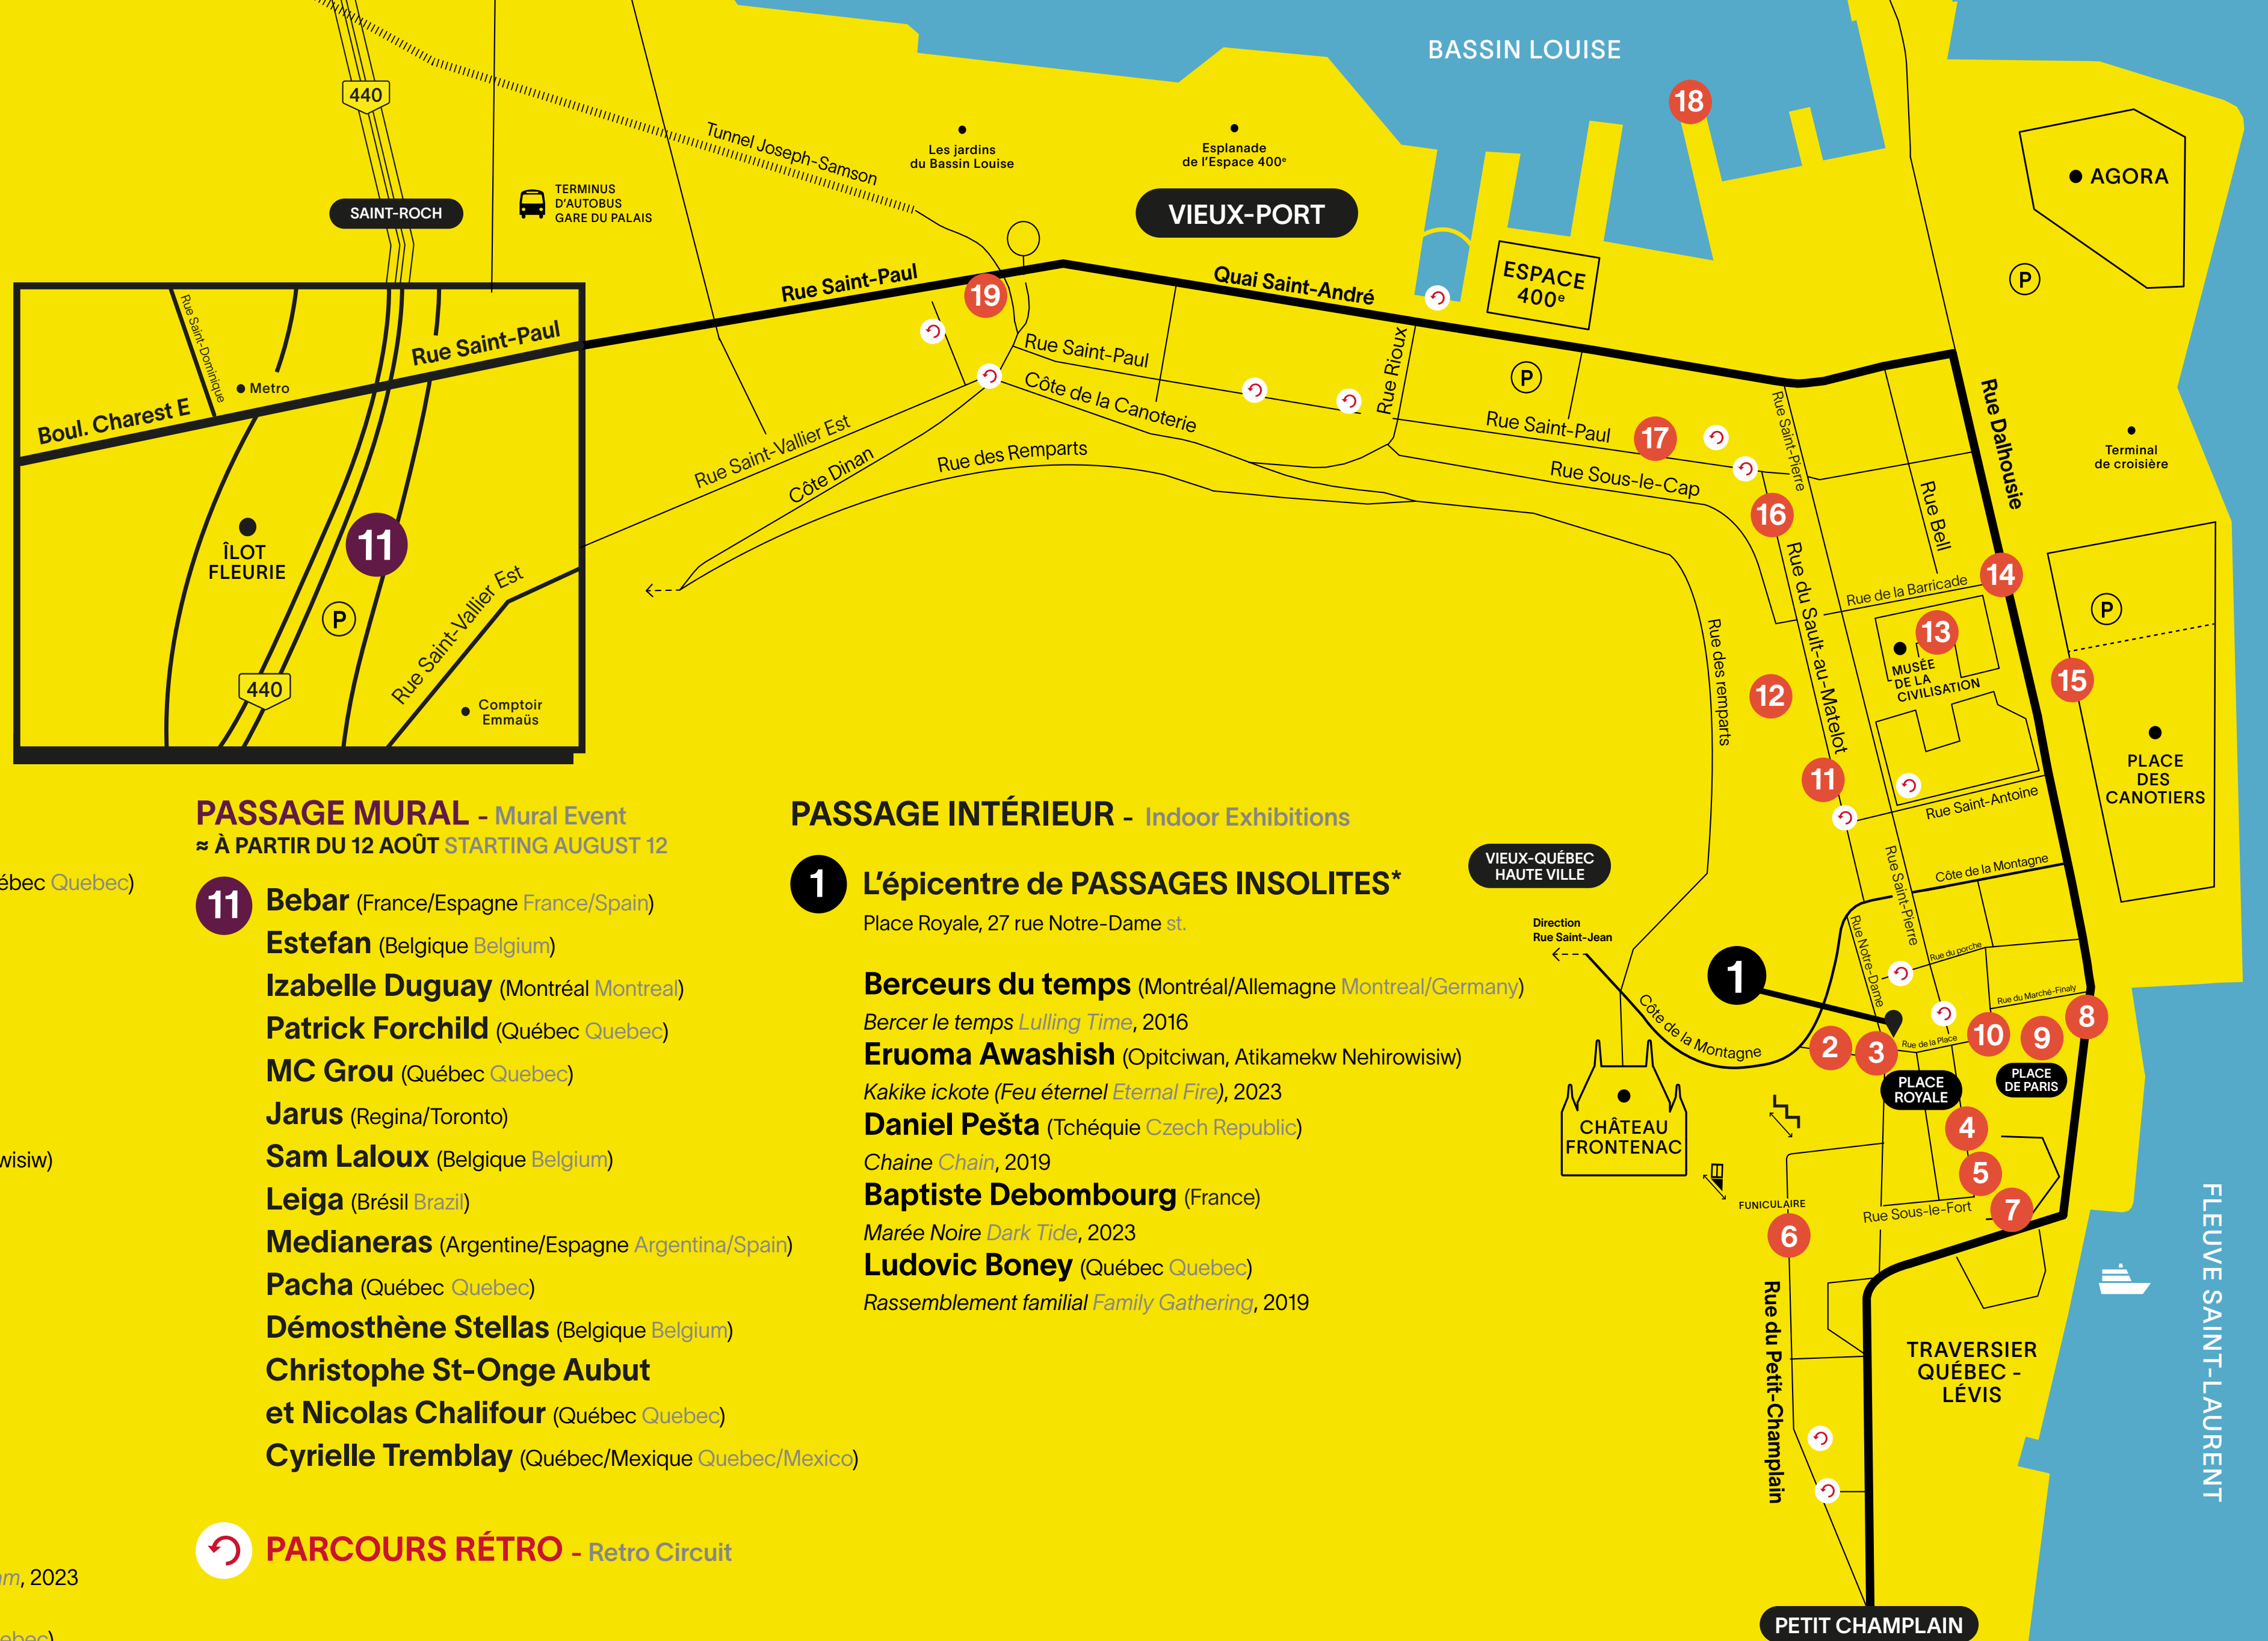 BASSIN LOUISE
18
440
Tunnel Joseph-Samson
Les jardins
du Bassin Louise
Esplanade
de l'Espace 400e
AGORA
SAINT-ROCH
TERMINUS
D'AUTOBUS
GARE DU PALAIS
VIEUX-PORT
P
ESPACE
400e
Rue Saint-Paul
19
Quai Saint-André
Rue Saint-Dominique
Metro
Rue Saint-Paul
Boul. Charest E
ÎLOT
FLEURIE
11
P
440
Rue Saint-Vallier Est
Comptoir
Emmaüs
Rue Saint-Paul
Côte de la Canoterie
Rue Rioux
P
Rue Saint-Vallier Est
Côte Dinan
Rue des Remparts
Rue Saint-Paul
17
Rue Sous-le-Cap
Rue Saint-Pierre
Rue Dalhousie
Terminal
de croisière
Rue Bell
16
14
Rue de la Barricade
P
Rue du Sault-au-Matelot
Rue des remparts
13
MUSÉE
DE LA
CIVILISATION
15
12
PLACE
DES
CANOTIERS
11
Rue Saint-Antoine
VIEUX-QUÉBEC
HAUTE VILLE
Côte de la Montagne
Rue Saint-Pierre
Direction
Rue Saint-Jean
Rue Notre-Dame
Rue du porche
1
Rue du Marché-Finaly
Côte de la Montagne
2
3
Rue de la Place
10
9
8
PLACE
ROYALE
PLACE
DE PARIS
CHÂTEAU
FRONTENAC
4
5
7
FUNICULAIRE
6
Rue Sous-le-Fort
Rue du Petit-Champlain
TRAVERSIER
QUÉBEC -
LÉVIS
FLEUVE SAINT-LAURENT
PETIT CHAMPLAIN
ébec Quebec)
wisiw)
am, 2023
ebec)
PASSAGE MURAL - Mural Event
≈ À PARTIR DU 12 AOÛT STARTING AUGUST 12
11
Bebar (France/Espagne France/Spain)
Estefan (Belgique Belgium)
Izabelle Duguay (Montréal Montreal)
Patrick Forchild (Québec Quebec)
MC Grou (Québec Quebec)
Jarus (Regina/Toronto)
Sam Laloux (Belgique Belgium)
Leiga (Brésil Brazil)
Medianeras (Argentine/Espagne Argentina/Spain)
Pacha (Québec Quebec)
Démosthène Stellas (Belgique Belgium)
Christophe St-Onge Aubut
et Nicolas Chalifour (Québec Quebec)
Cyrielle Tremblay (Québec/Mexique Quebec/Mexico)
PARCOURS RÉTRO - Retro Circuit
PASSAGE INTÉRIEUR - Indoor Exhibitions
1
L'épicentre de PASSAGES INSOLITES*
Place Royale, 27 rue Notre-Dame st.
Berceurs du temps (Montréal/Allemagne Montreal/Germany)
Bercer le temps Lulling Time, 2016
Eruoma Awashish (Opitciwan, Atikamekw Nehirowisiw)
Kakike ickote (Feu éternel Eternal Fire), 2023
Daniel Pešta (Tchéquie Czech Republic)
Chaine Chain, 2019
Baptiste Debombourg (France)
Marée Noire Dark Tide, 2023
Ludovic Boney (Québec Quebec)
Rassemblement familial Family Gathering, 2019